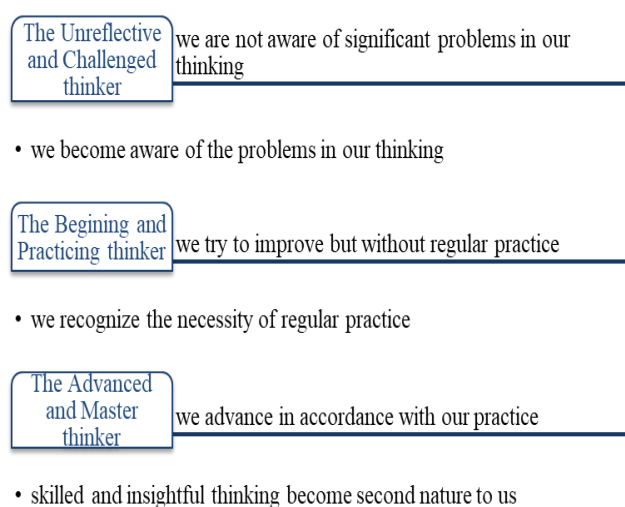 The Unreflective
and Challenged
thinker
we are not aware of significant problems in our
thinking
• we become aware of the problems in our thinking
The Begining and
Practicing thinker
we try to improve but without regular practice
• we recognize the necessity of regular practice
The Advanced
and Master
thinker
we advance in accordance with our practice
• skilled and insightful thinking become second nature to us